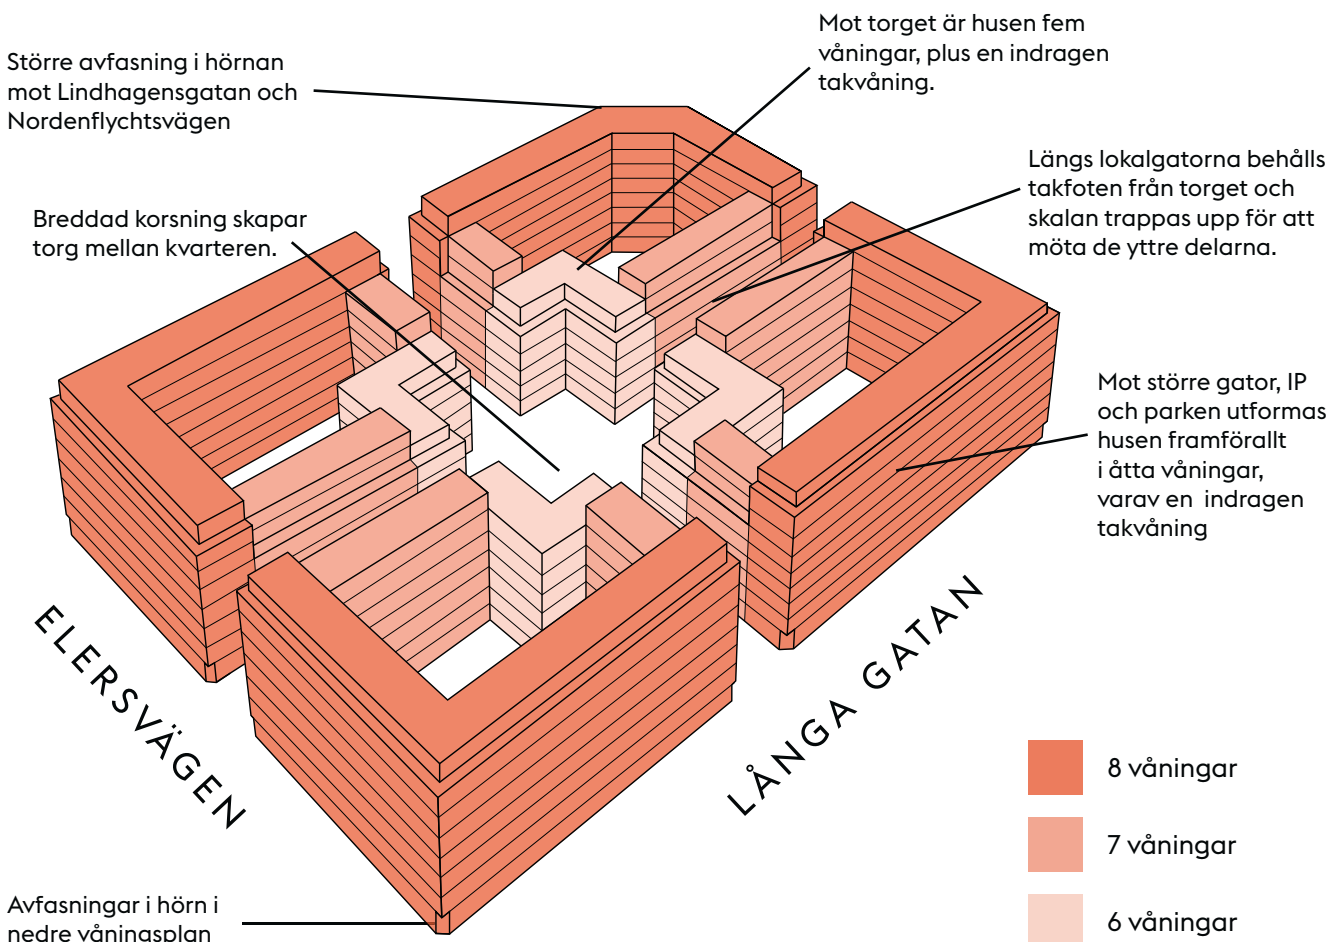 Mot torget är husen fem
våningar, plus en indragen
takvåning.
Större avfasning i hörnan
mot Lindhagensgatan och
Nordenflychtsvägen
Längs lokalgatorna behålls
takfoten från torget och
skalan trappas upp för att
möta de yttre delarna.
Breddad korsning skapar
torg mellan kvarteren.
Mot större gator, IP
och parken utformas
husen framförallt
i åtta våningar,
varav en indragen
takvåning
ELERSVÄGEN
LÅNGA GATAN
8 våningar
7 våningar
6 våningar
Avfasningar i hörn i
nedre våningsplan